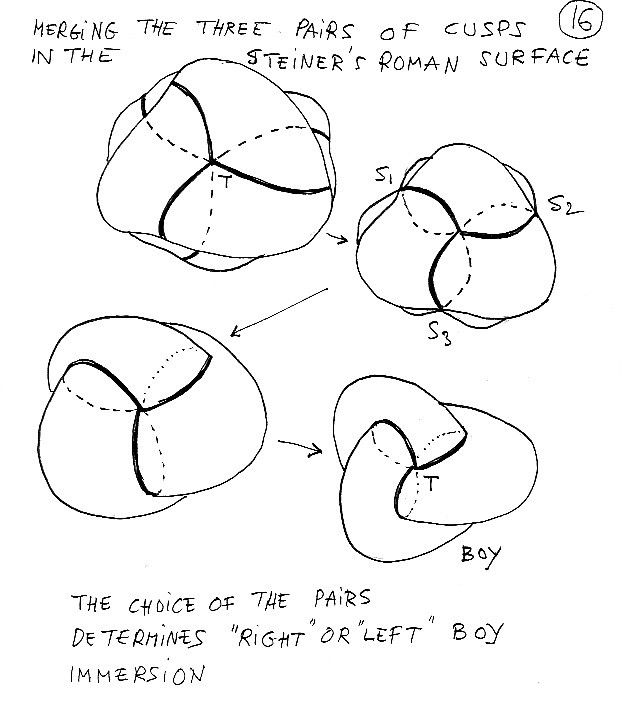 MERGING THE THREE PAIRS OF CUSPS
16
IN THE STEINER'S ROMAN SURFACE
T
S1
S2
S3
T
BOY
THE CHOICE OF THE PAIRS
DETERMINES "RIGHT" OR "LEFT" BOY
IMMERSION